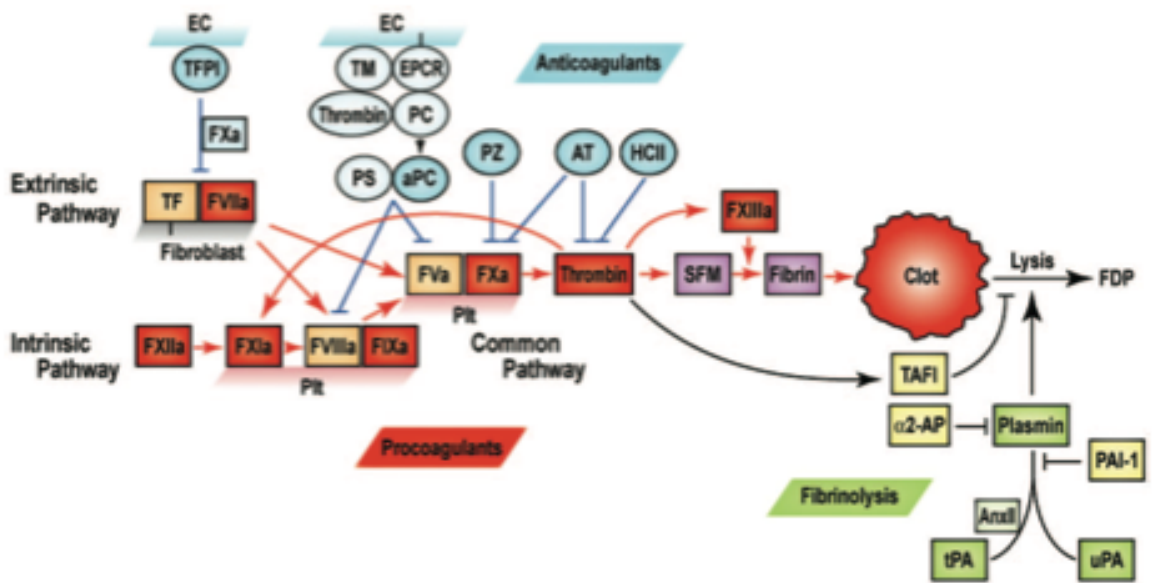 EC
EC
TFPI
TM
EPCR
Anticoagulants
Thrombin
PC
FXa
PZ
AT
HCII
PS
aPC
Extrinsic
Pathway
TF
FVIIa
FXIIIa
Fibroblast
FVa
FXa
Thrombin
SFM
Fibrin
Clot
Lysis
FDP
Plt
Intrinsic
Pathway
FXIIa
FXIa
FVIIIa
FIXa
Common
Pathway
Plt
TAFI
α2-AP
Plasmin
Procoagulants
PAI-1
Fibrinolysis
AnxII
tPA
uPA